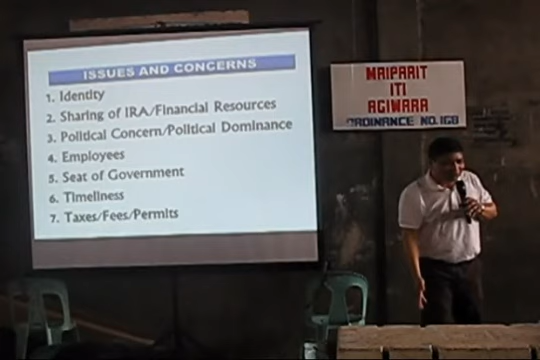 ISSUES AND CONCERNS
1. Identity
2. Sharing of IRA/Financial Resources
3. Political Concern/Political Dominance
4. Employees
5. Seat of Government
6. Timeliness
7. Taxes/Fees/Permits
MAIPARIT
ITI
AGIWARA
ORDINANCE NO. 168